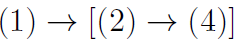 (1) → [(2) → (4)]